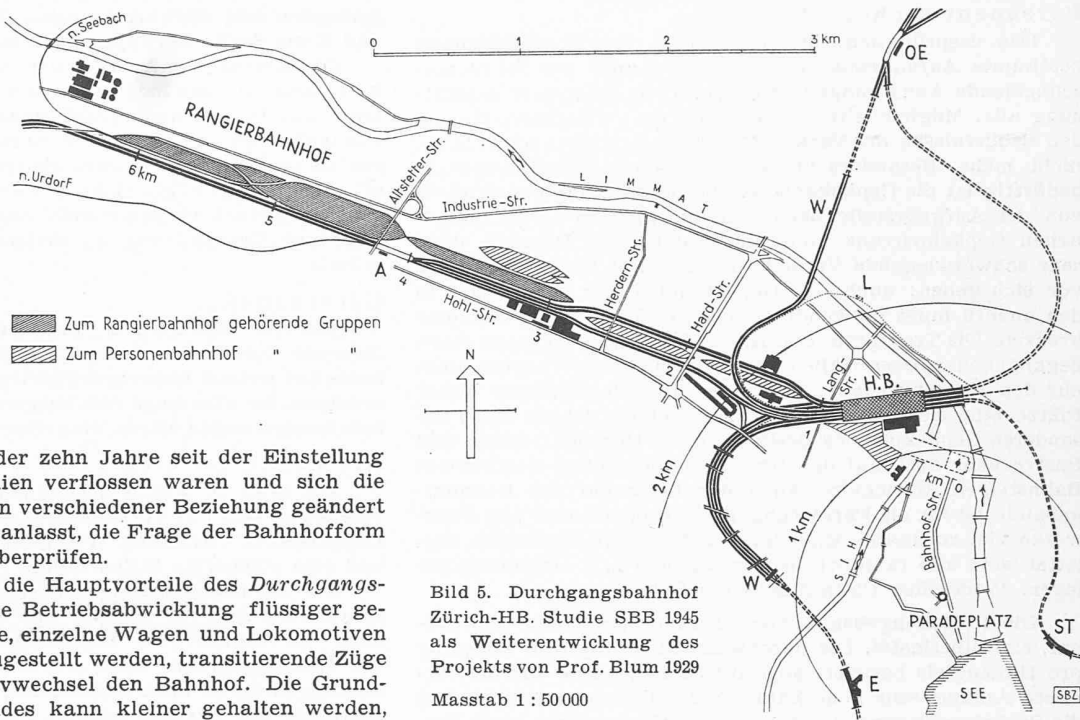 n. Seebach
0 1 2 3 km
OE
RANGIERBAHNHOF
Altstetter-Str.
LIMMAT
6 km
n. Urdorf
5
Industrie-Str.
W
A
4
Hohl-Str.
Herdern-Str.
Hard-Str.
L
3
2
Lang-Str.
H.B.
Zum Rangierbahnhof gehörende Gruppen
Zum Personenbahnhof " "
N
2 km
1 km
km 0
Bahnhof-Str.
SIHL
W
PARADEPLATZ
ST
E
SEE
SBZ
der zehn Jahre seit der Einstellung
ien verflossen waren und sich die
n verschiedener Beziehung geändert
anlasst, die Frage der Bahnhofform
berprüfen.
die Hauptvorteile des Durchgangs-
e Betriebsabwicklung flüssiger ge-
e, einzelne Wagen und Lokomotiven
ugestellt werden, transitierende Züge
vwechsel den Bahnhof. Die Grund-
des kann kleiner gehalten werden,
Bild 5. Durchgangsbahnhof
Zürich-HB. Studie SBB 1945
als Weiterentwicklung des
Projekts von Prof. Blum 1929
Masstab 1 : 50 000